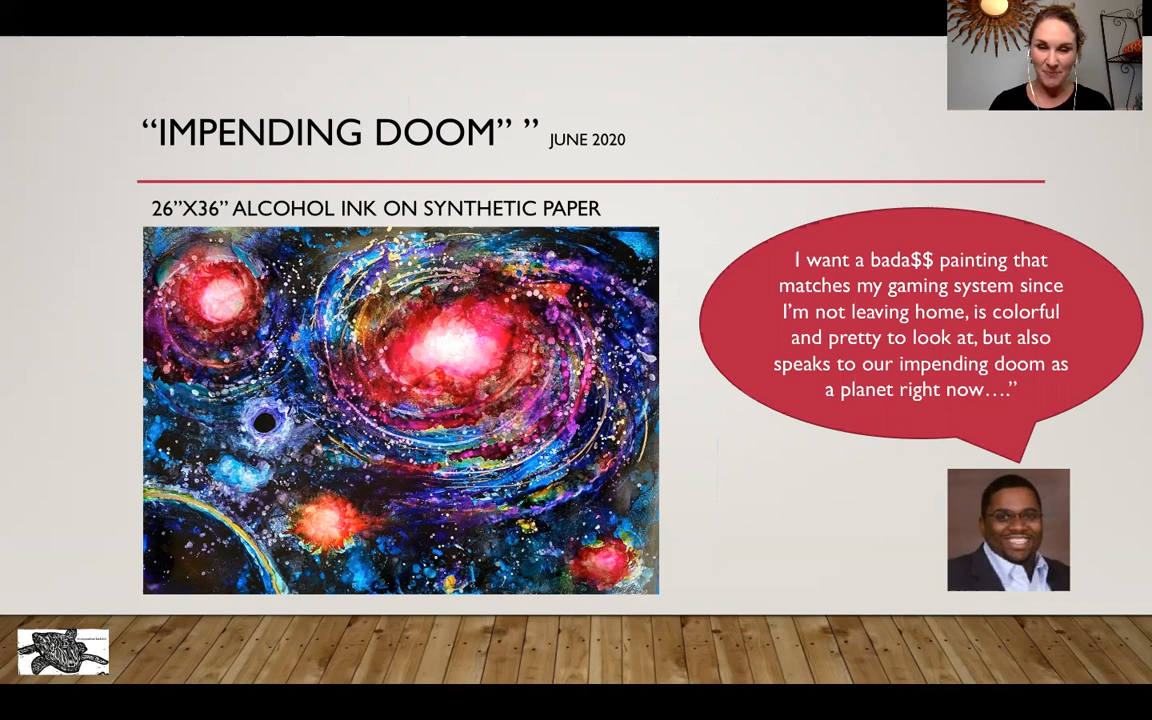 “IMPENDING DOOM” ” JUNE 2020
26”X36” ALCOHOL INK ON SYNTHETIC PAPER
I want a bada$$ painting that
matches my gaming system since
I’m not leaving home, is colorful
and pretty to look at, but also
speaks to our impending doom as
a planet right now….”